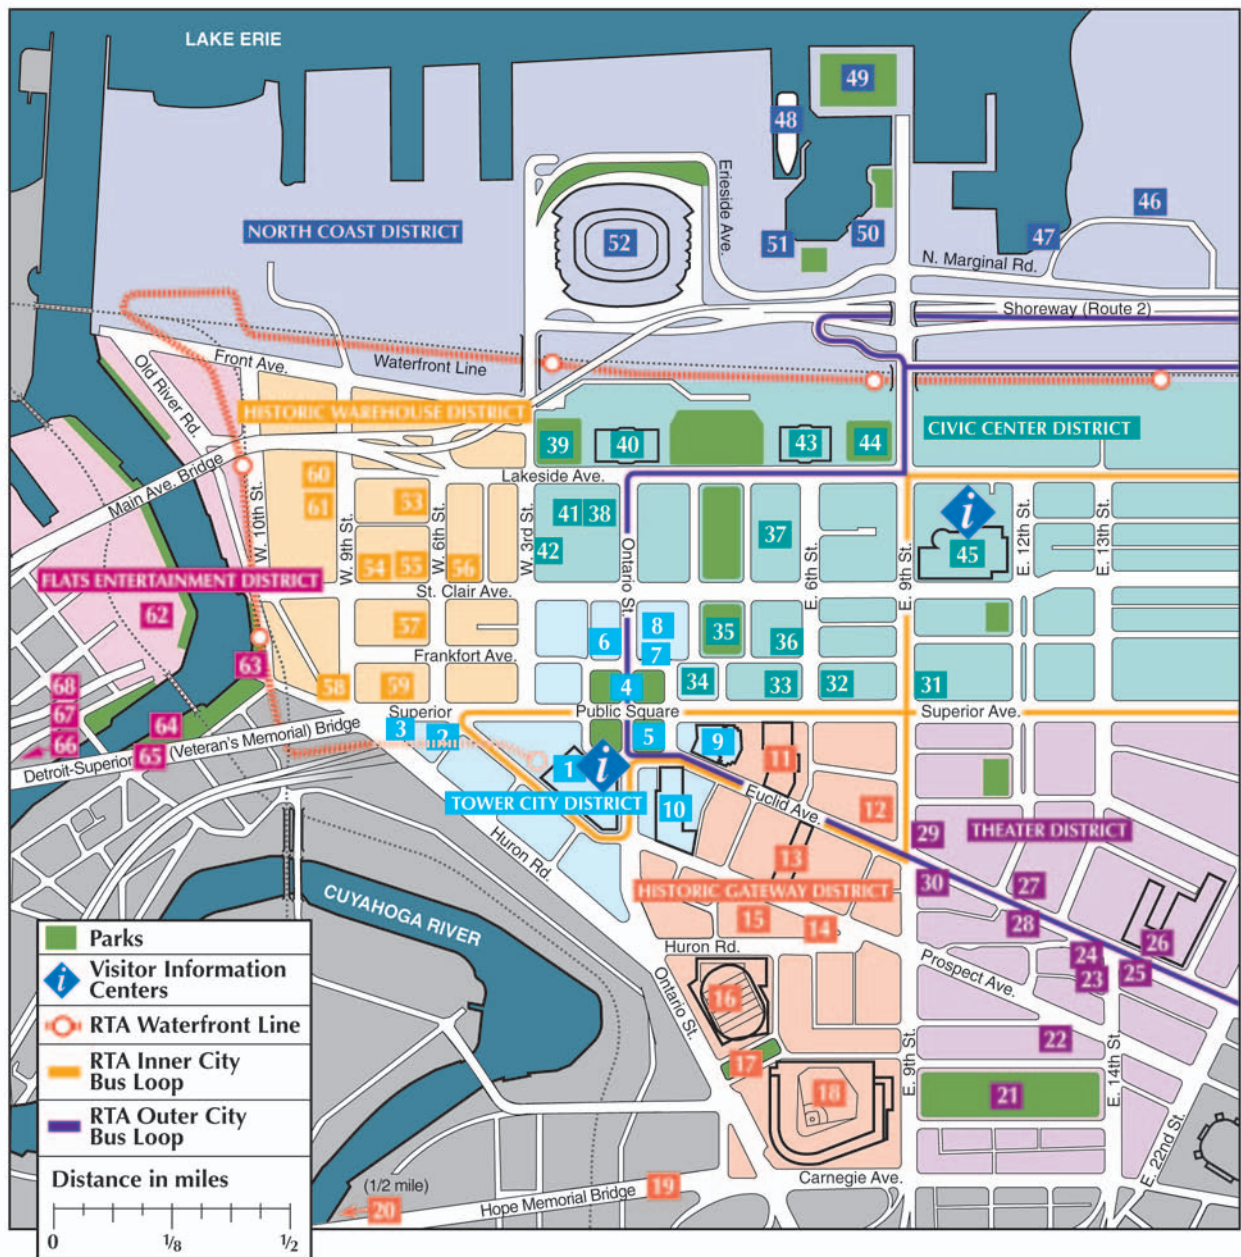 LAKE ERIE
49
48
Erieside Ave.
46
NORTH COAST DISTRICT
52
51
50
47
N. Marginal Rd.
Shoreway (Route 2)
Old River Rd.
Front Ave.
Waterfront Line
HISTORIC WAREHOUSE DISTRICT
39
40
43
44
CIVIC CENTER DISTRICT
Main Ave. Bridge
Lakeside Ave.
60
61
53
41
38
37
i
45
W. 10th St.
W. 9th St.
W. 6th St.
W. 3rd St.
Ontario St.
E. 6th St.
E. 9th St.
E. 12th St.
E. 13th St.
42
54
55
56
FLATS ENTERTAINMENT DISTRICT
St. Clair Ave.
62
57
6
8
7
35
36
Frankfort Ave.
63
58
59
4
34
33
32
31
68
67
66
64
65
Superior
Public Square
Superior Ave.
Detroit-Superior (Veteran's Memorial) Bridge
3
2
5
9
11
1
i
TOWER CITY DISTRICT
10
Euclid Ave.
12
29
THEATER DISTRICT
Huron Rd.
13
30
27
HISTORIC GATEWAY DISTRICT
CUYAHOGA RIVER
15
14
28
26
Huron Rd.
24
23
25
Prospect Ave.
Ontario St.
16
22
17
E. 9th St.
E. 14th St.
18
21
E. 22nd St.
Carnegie Ave.
(1/2 mile)
20
Hope Memorial Bridge
19
Parks
i
Visitor Information
Centers
RTA Waterfront Line
RTA Inner City
Bus Loop
RTA Outer City
Bus Loop
Distance in miles
0
1/8
1/2